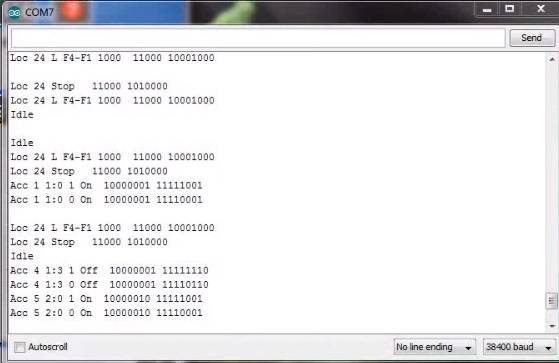 COM7
Send
Loc 24 L F4-F1 1000  11000 10001000
Loc 24 Stop   11000 1010000
Loc 24 L F4-F1 1000  11000 10001000
Idle
Idle
Loc 24 L F4-F1 1000  11000 10001000
Loc 24 Stop   11000 1010000
Acc 1 1:0 1 On  10000001 11111001
Acc 1 1:0 0 On  10000001 11110001
Loc 24 L F4-F1 1000  11000 10001000
Loc 24 Stop   11000 1010000
Idle
Acc 4 1:3 1 Off  10000001 11111110
Acc 4 1:3 0 Off  10000001 11110110
Acc 5 2:0 1 On  10000010 11111001
Acc 5 2:0 0 On  10000010 11110001
Autoscroll
No line ending
38400 baud